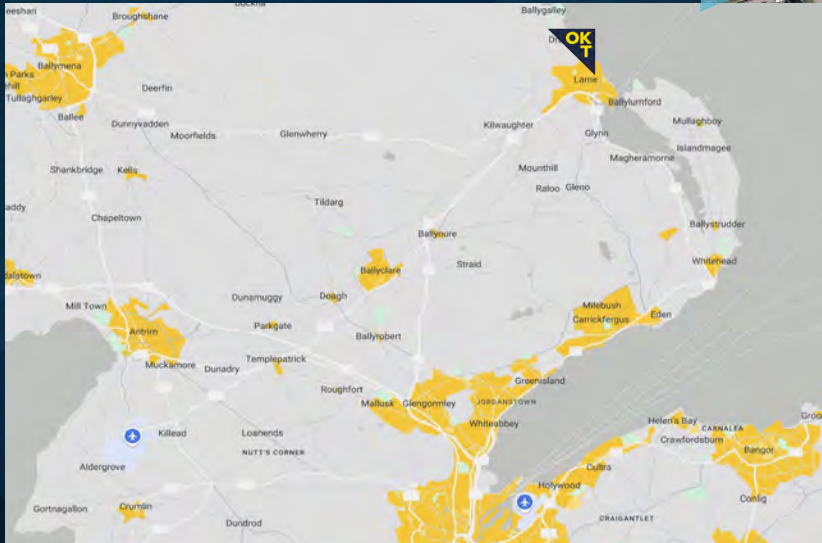 Broughshane
Ballygalley
Ballymena
OK
T
Larne
Tullaghgarley
Deerfin
Ballylumford
Ballee
Dunnyvadden
Moorfields
Glenwherry
Kilwaughter
Glynn
Mullaghboy
Islandmagee
Magheramorne
Shankbridge
Kells
Mounthill
Raloo
Gleno
Tildarg
Chapeltown
Ballynure
Ballystrudder
Ballyclare
Straid
Whitehead
Mill Town
Dunamuggy
Doagh
Milebush
Carrickfergus
Eden
Antrim
Parkgate
Ballyrobert
Muckamore
Dunadry
Templepatrick
Greenisland
Roughfort
Mallusk
Glengormley
JORDANSTOWN
Whiteabbey
Killead
Loanends
Helen's Bay
CARNALEA
Crawfordsburn
Bangor
NUTT'S CORNER
Aldergrove
Cultra
Holywood
Conlig
Gortnagallon
Crumlin
Dundrod
CRAIGANTLET